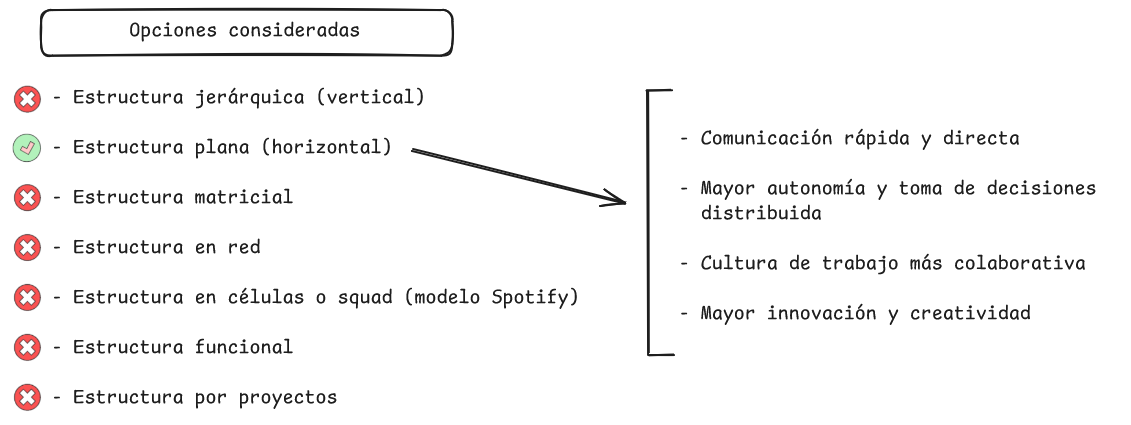 Opciones consideradas
- Estructura jerárquica (vertical)
- Estructura plana (horizontal)
- Estructura matricial
- Estructura en red
- Estructura en células o squad (modelo Spotify)
- Estructura funcional
- Estructura por proyectos
- Comunicación rápida y directa
- Mayor autonomía y toma de decisiones
distribuida
- Cultura de trabajo más colaborativa
- Mayor innovación y creatividad